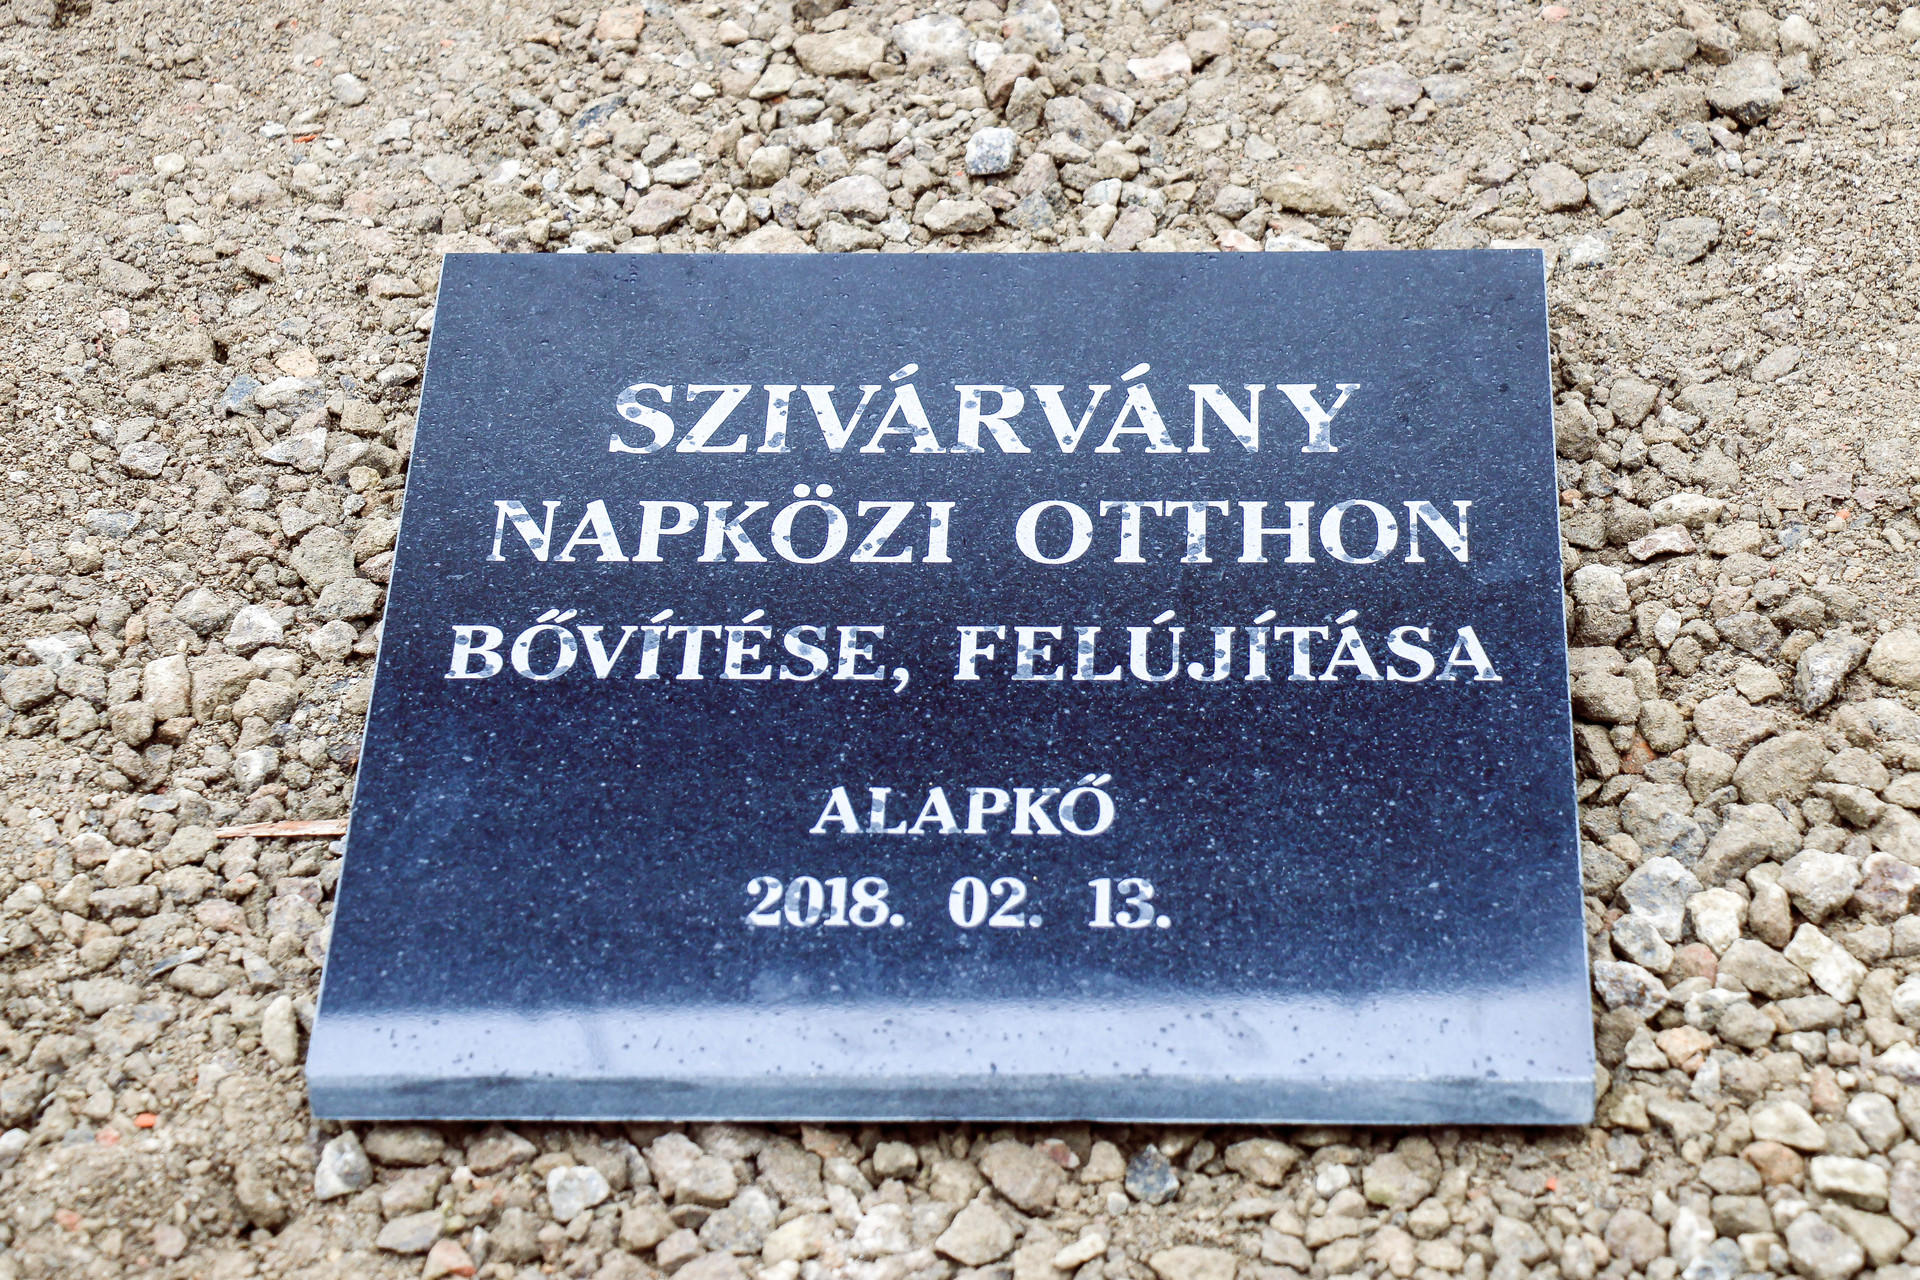 SZIVÁRVÁNY
NAPKÖZI OTTHON
BŐVÍTÉSE, FELÚJÍTÁSA
ALAPKŐ
2018. 02. 13.